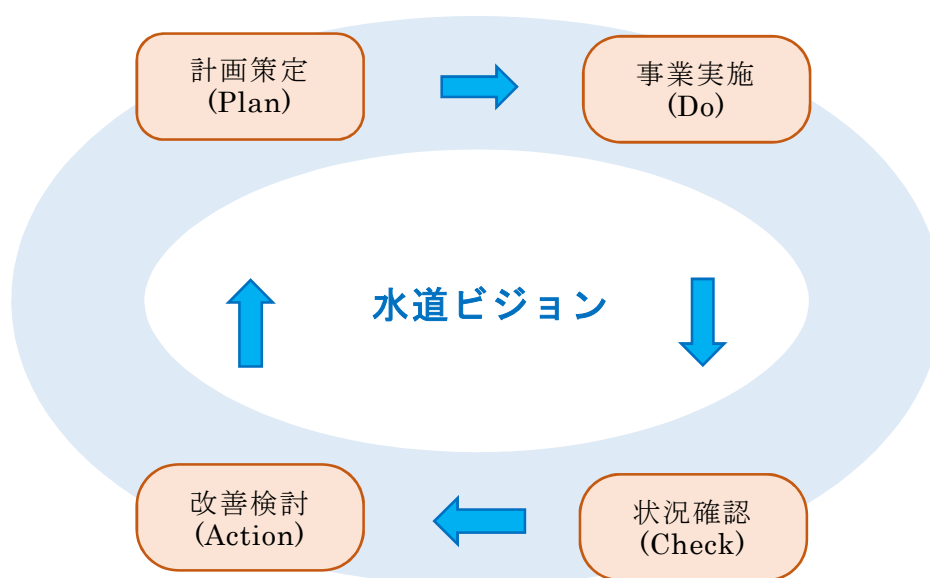 計画策定
(Plan)
事業実施
(Do)
水道ビジョン
改善検討
(Action)
状況確認
(Check)